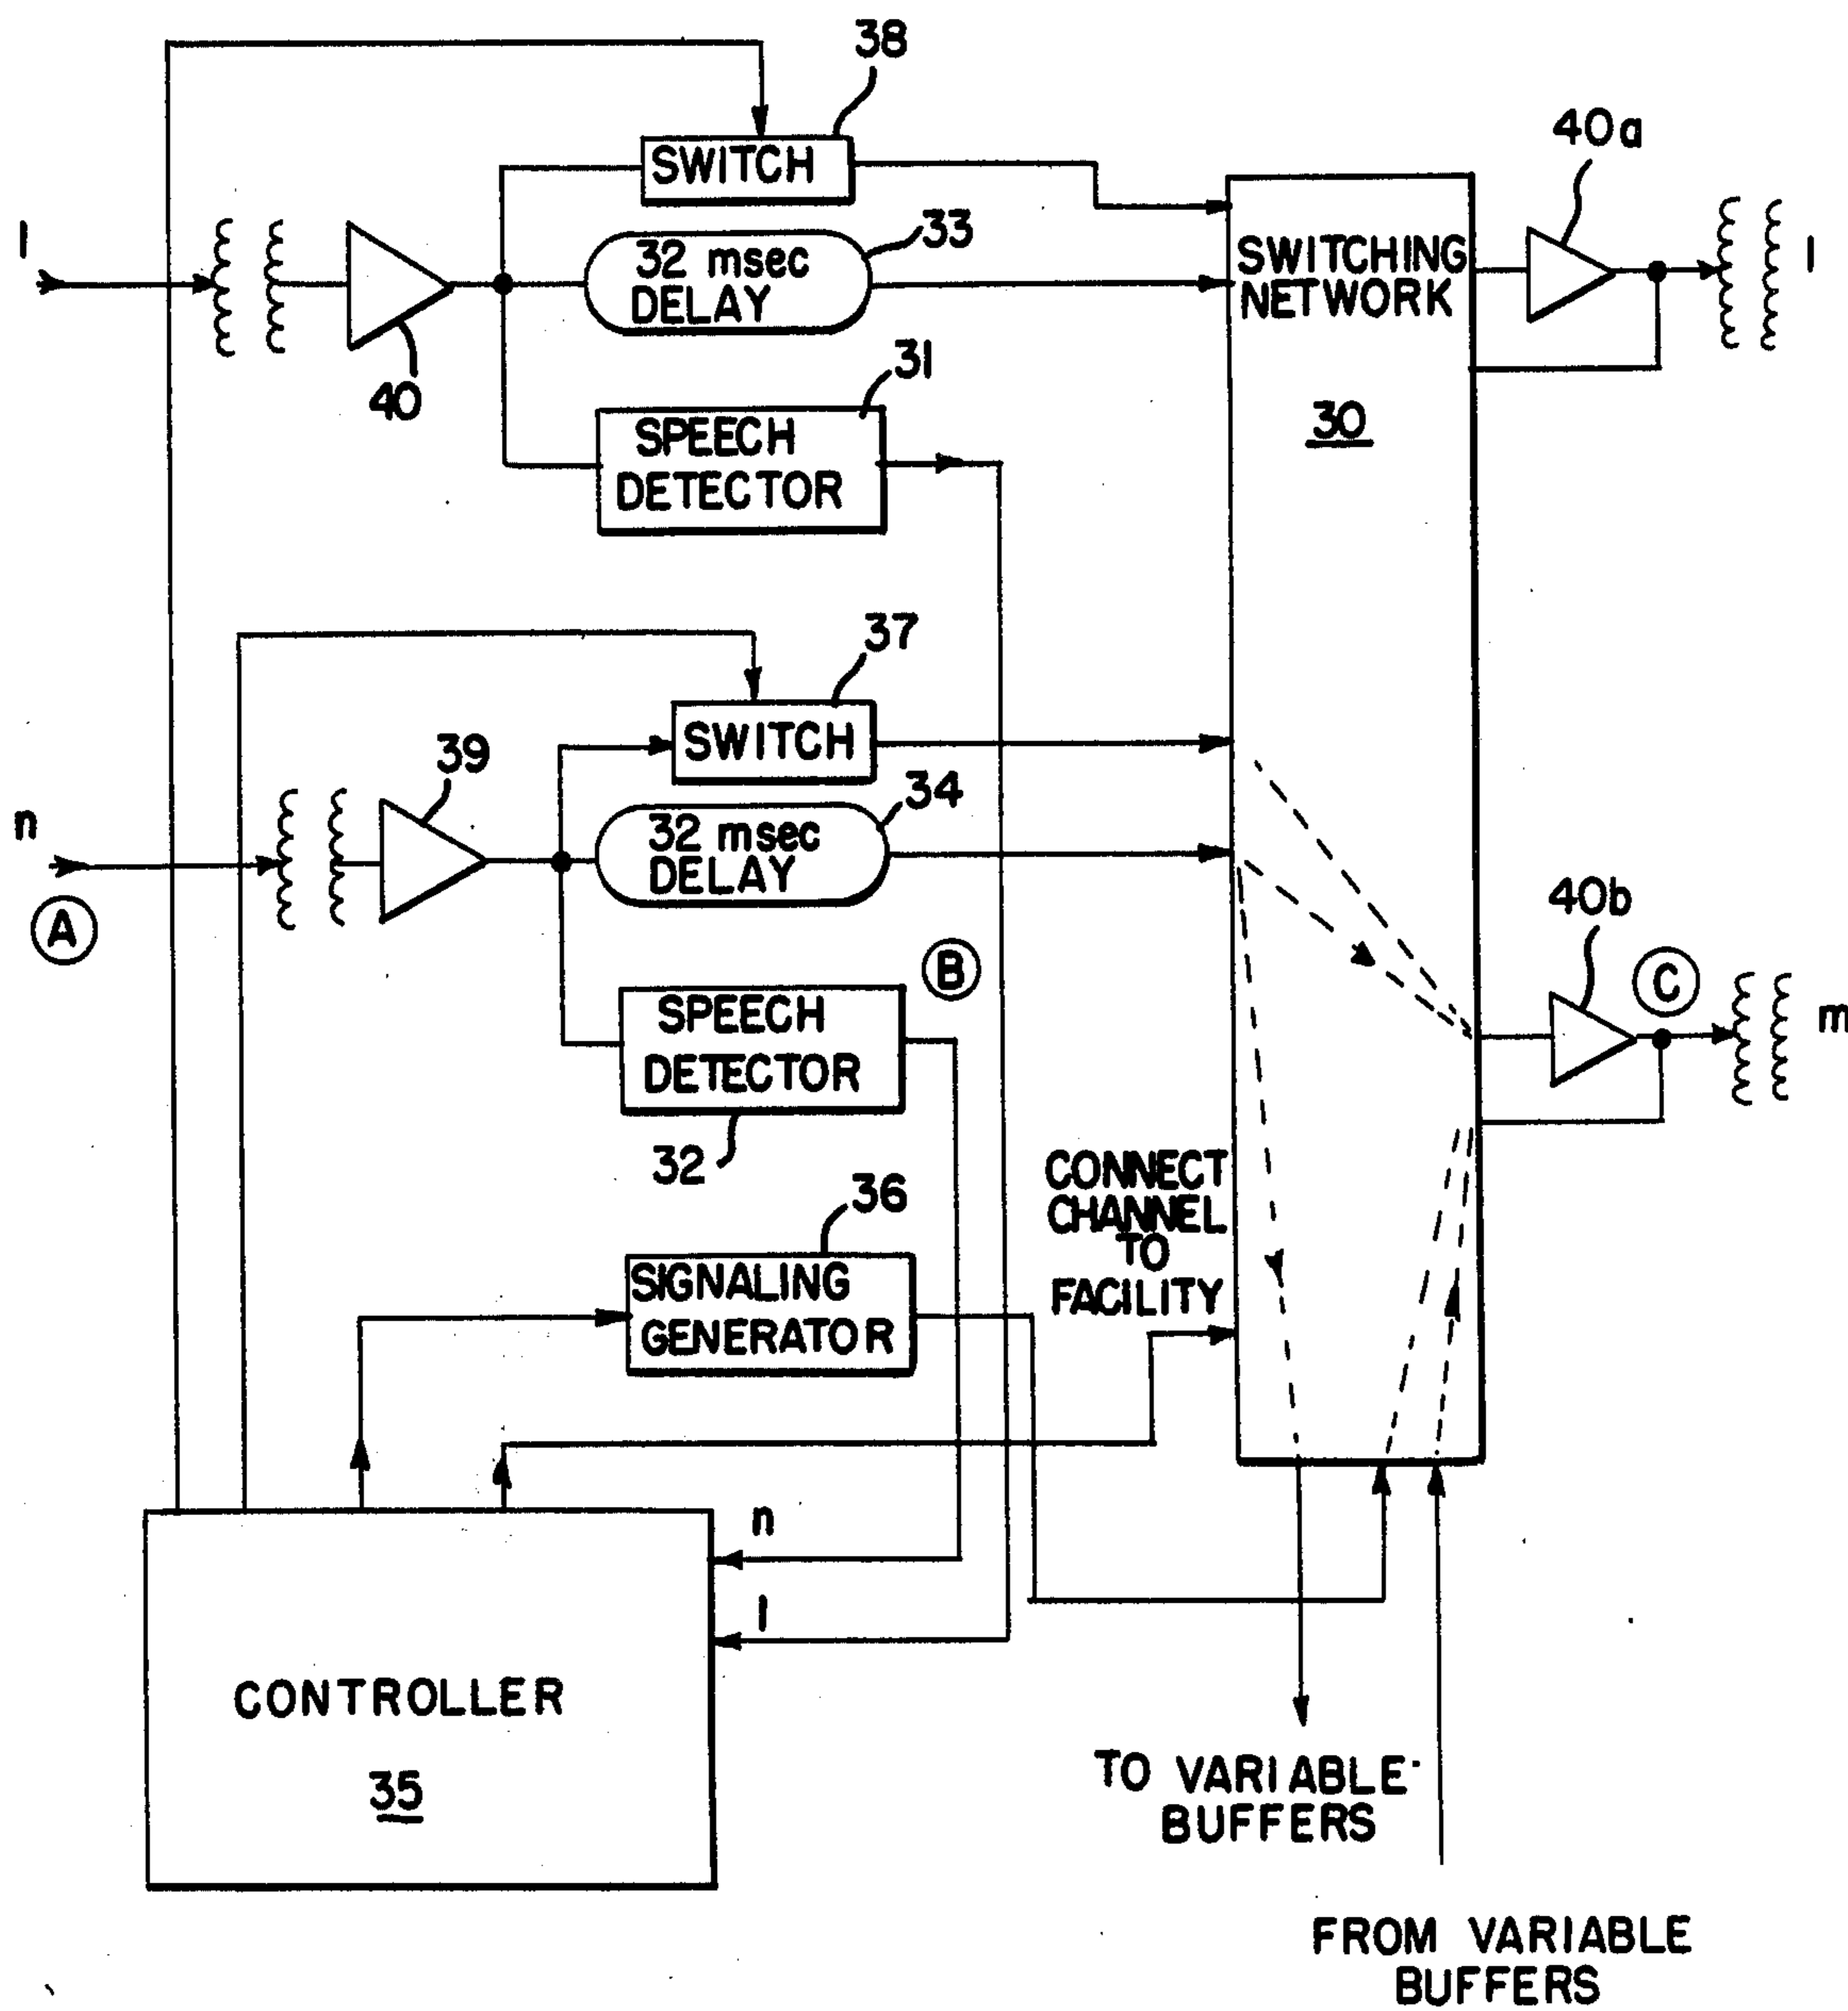 38
SWITCH
40a
1
33
32 msec
DELAY
SWITCHING
NETWORK
1
40
31
SPEECH
DETECTOR
30
37
SWITCH
39
34
n
32 msec
DELAY
A
B
40b
C
m
SPEECH
DETECTOR
32
36
SIGNALING
GENERATOR
CONNECT
CHANNEL
TO
FACILITY
n
1
CONTROLLER
35
TO VARIABLE
BUFFERS
FROM VARIABLE
BUFFERS